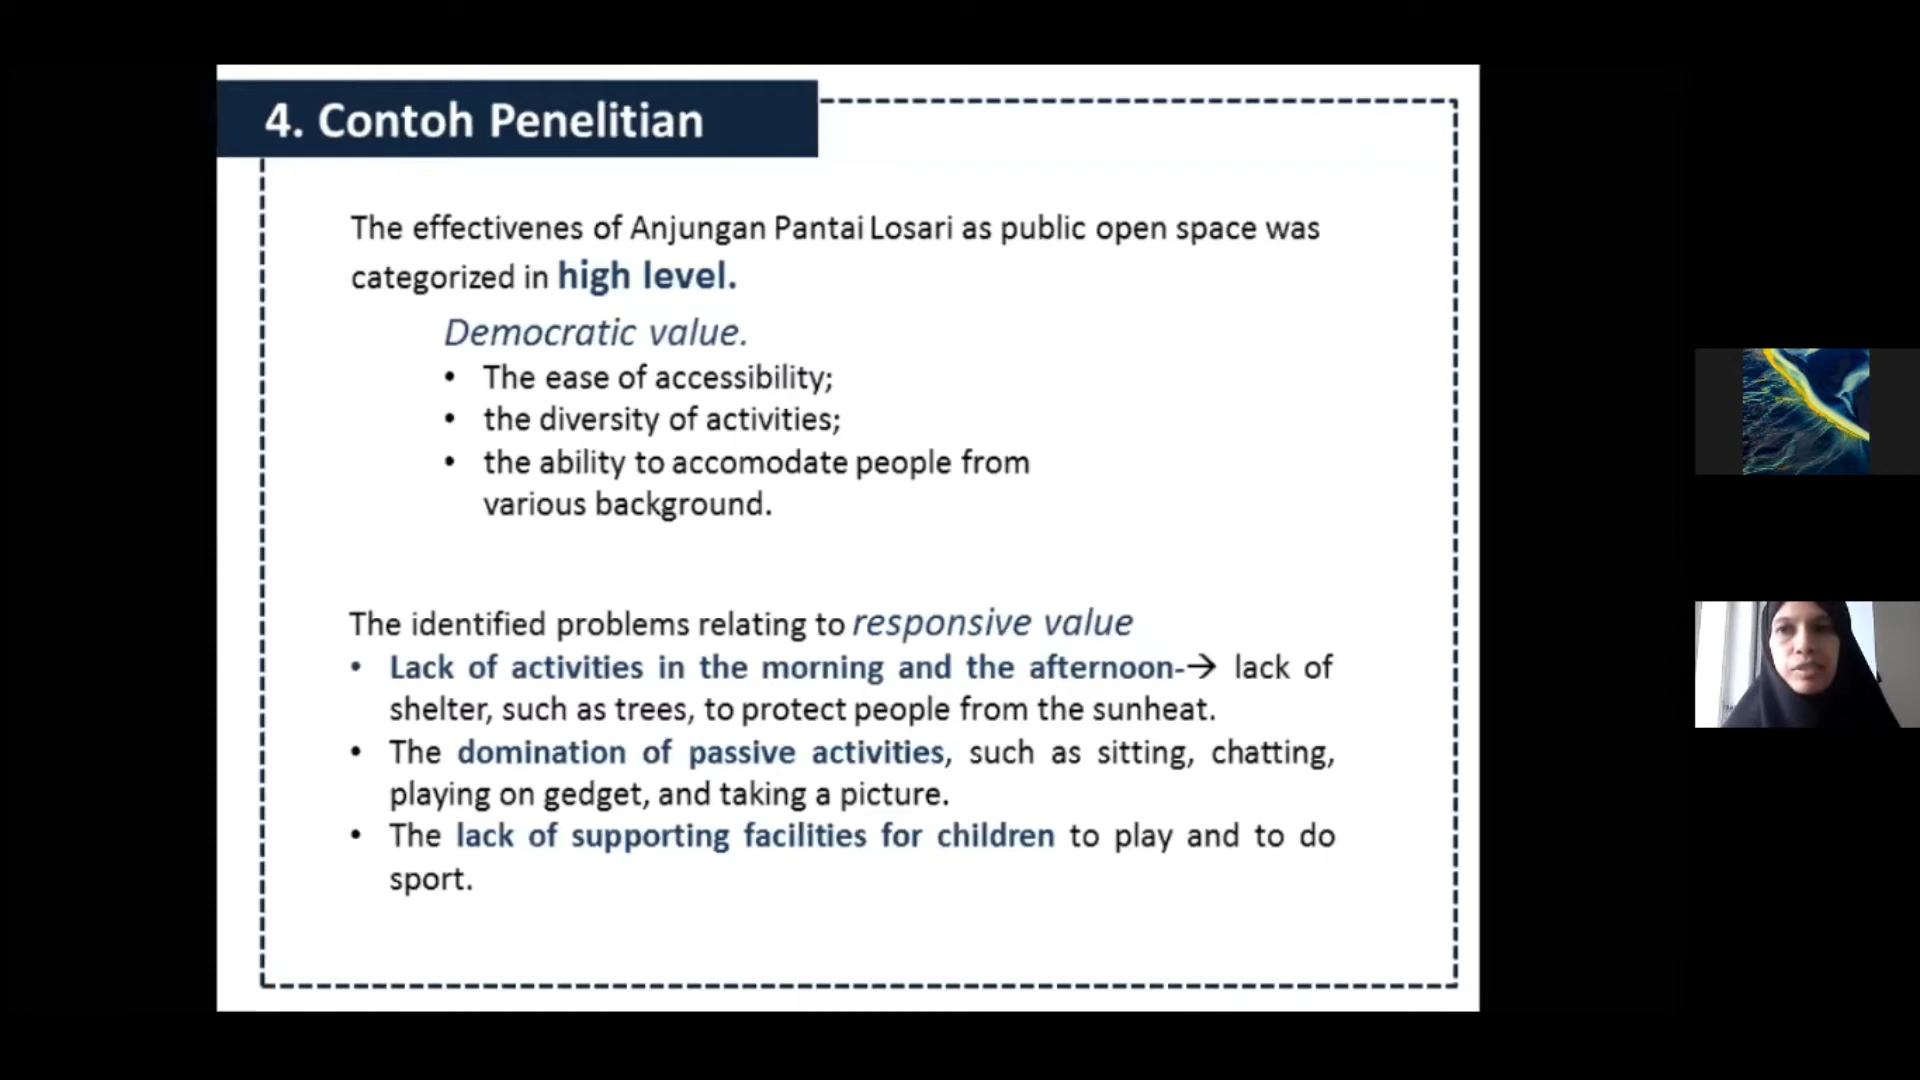 4. Contoh Penelitian
The effectivenes of Anjungan Pantai Losari as public open space was
categorized in high level.
Democratic value.
• The ease of accessibility;
• the diversity of activities;
• the ability to accomodate people from
various background.
The identified problems relating to responsive value
• Lack of activities in the morning and the afternoon-→ lack of
shelter, such as trees, to protect people from the sunheat.
• The domination of passive activities, such as sitting, chatting,
playing on gedget, and taking a picture.
• The lack of supporting facilities for children to play and to do
sport.